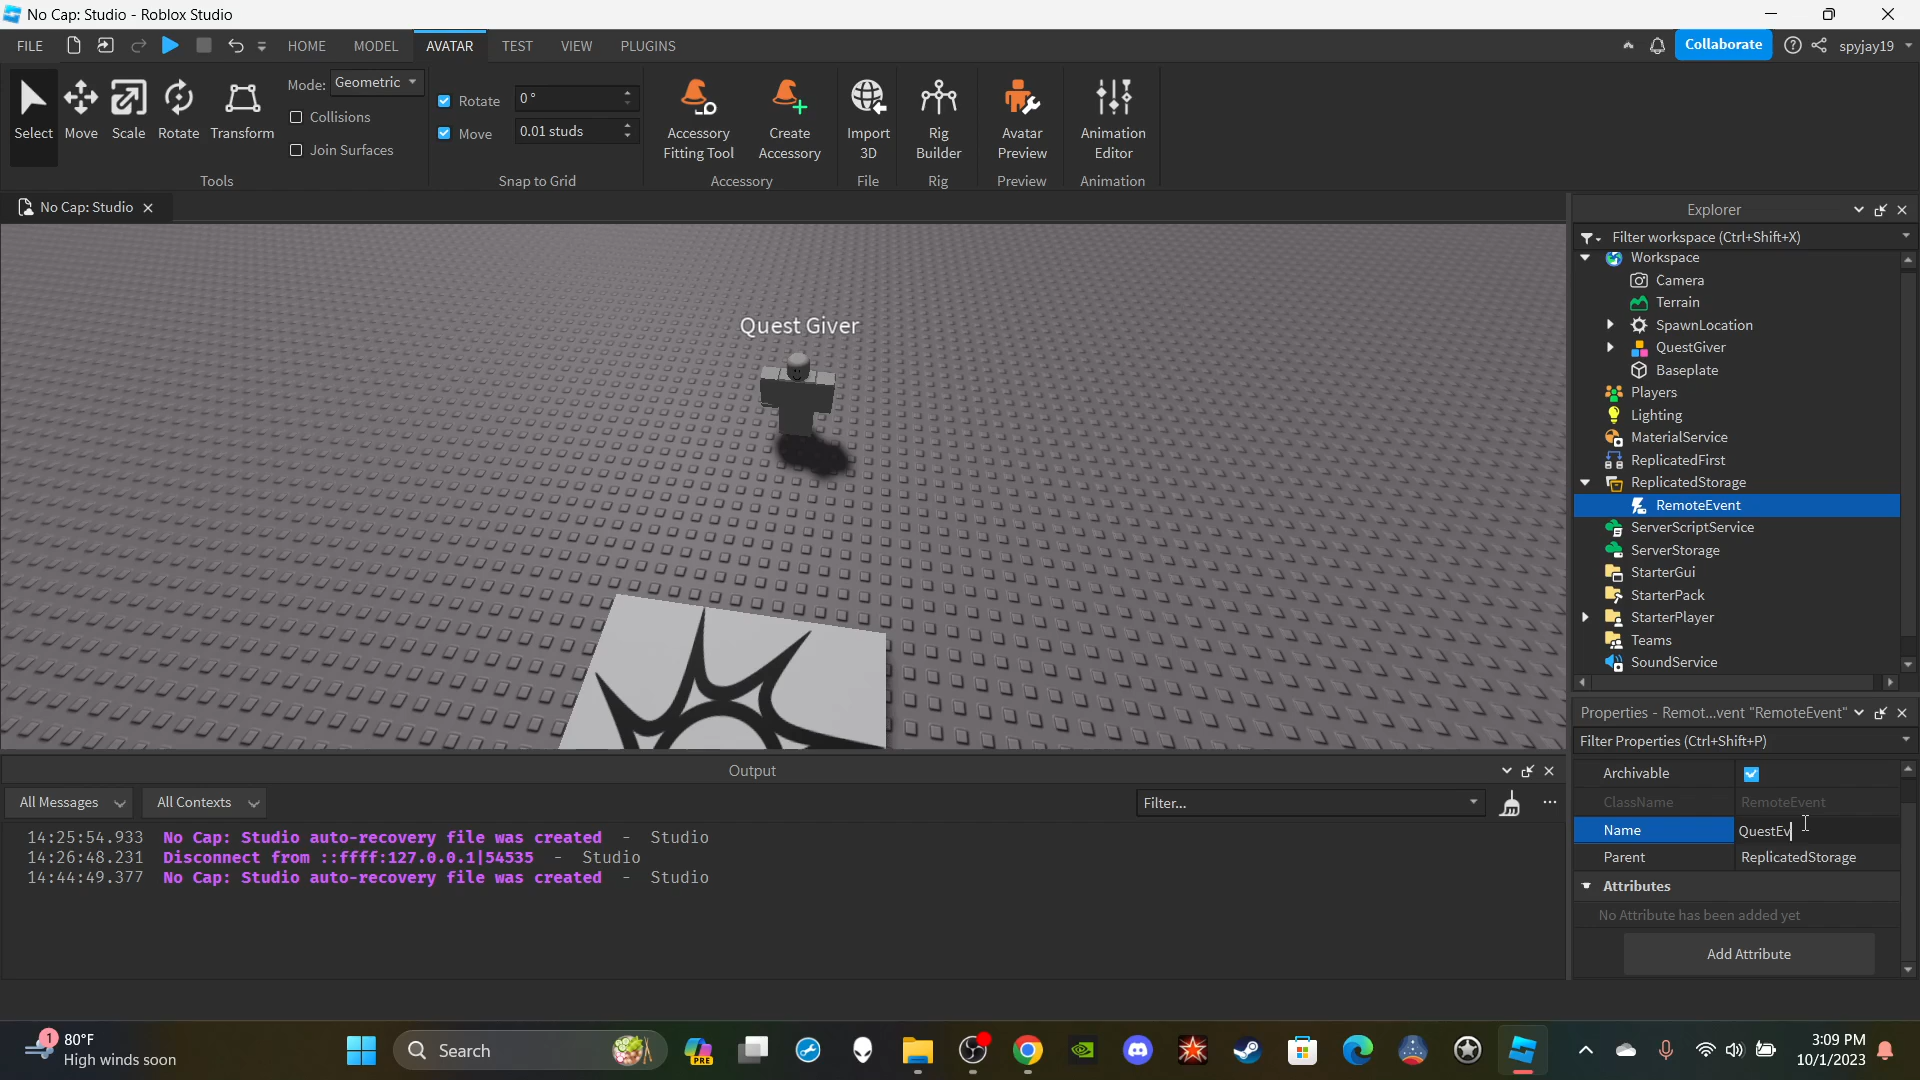 No Cap: Studio - Roblox Studio
FILE HOME MODEL AVATAR TEST VIEW PLUGINS Collaborate spyjay19
Select Move Scale Rotate Transform
Mode: Geometric
Collisions
Join Surfaces
Tools
Rotate 0 °
Move 0.01 studs
Snap to Grid
Accessory Fitting Tool
Create Accessory
Accessory
Import 3D
File
Rig Builder
Rig
Avatar Preview
Preview
Animation Editor
Animation
No Cap: Studio
Quest Giver
Explorer
Filter workspace (Ctrl+Shift+X)
Workspace
Camera
Terrain
SpawnLocation
QuestGiver
Baseplate
Players
Lighting
MaterialService
ReplicatedFirst
ReplicatedStorage
RemoteEvent
ServerScriptService
ServerStorage
StarterGui
StarterPack
StarterPlayer
Teams
SoundService
Properties - Remot...vent "RemoteEvent"
Filter Properties (Ctrl+Shift+P)
Archivable
ClassName RemoteEvent
Name QuestEv
Parent ReplicatedStorage
Attributes
No Attribute has been added yet
Add Attribute
Output
All Messages All Contexts Filter...
14:25:54.933 No Cap: Studio auto-recovery file was created - Studio
14:26:48.231 Disconnect from ::ffff:127.0.0.1|54535 - Studio
14:44:49.377 No Cap: Studio auto-recovery file was created - Studio
1
80°F
High winds soon
Search
PRE
3:09 PM
10/1/2023